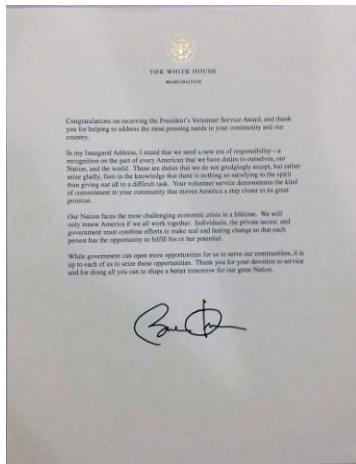 THE WHITE HOUSE
WASHINGTON
Congratulations on receiving the President's Volunteer Service Award, and thank
you for helping to address the most pressing needs in your community and our
country.
In my Inaugural Address, I stated that we need a new era of responsibility—a
recognition on the part of every American that we have duties to ourselves, our
Nation, and the world. These are duties that we do not grudgingly accept, but rather
seize gladly, firm in the knowledge that there is nothing so satisfying to the spirit
than giving our all to a difficult task. Your volunteer service demonstrates the kind
of commitment to your community that moves America a step closer to its great
promise.
Our Nation faces the most challenging economic crisis in a lifetime. We will
only renew America if we all work together. Individuals, the private sector, and
government must combine efforts to make real and lasting change so that each
person has the opportunity to fulfill his or her potential.
While government can open more opportunities for us to serve our communities, it is
up to each of us to seize those opportunities. Thank you for your devotion to service
and for doing all you can to shape a better tomorrow for our great Nation.